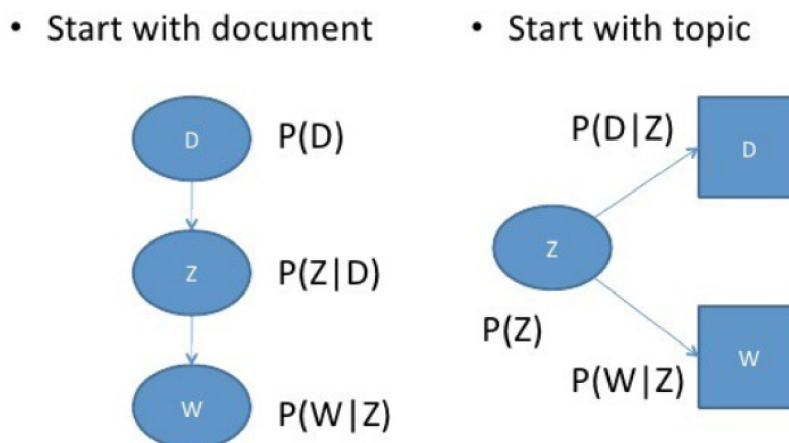 • Start with document
D
P(D)
Z
P(Z|D)
W
P(W|Z)
• Start with topic
P(D|Z)
D
Z
P(Z)
P(W|Z)
W